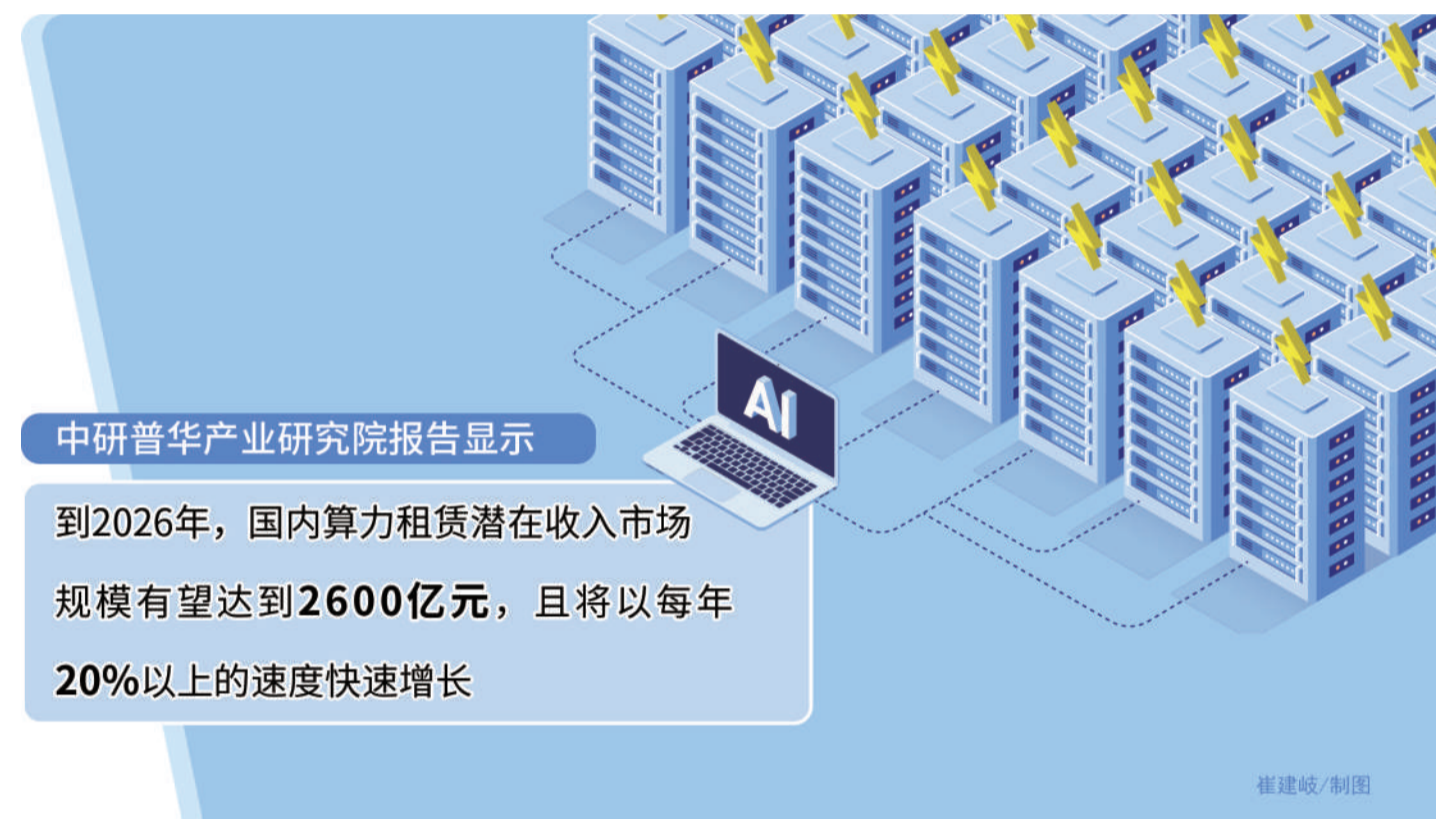 AI
中研普华产业研究院报告显示
到2026年，国内算力租赁潜在收入市场
规模有望达到2600亿元，且将以每年
20%以上的速度快速增长
崔建岐/制图